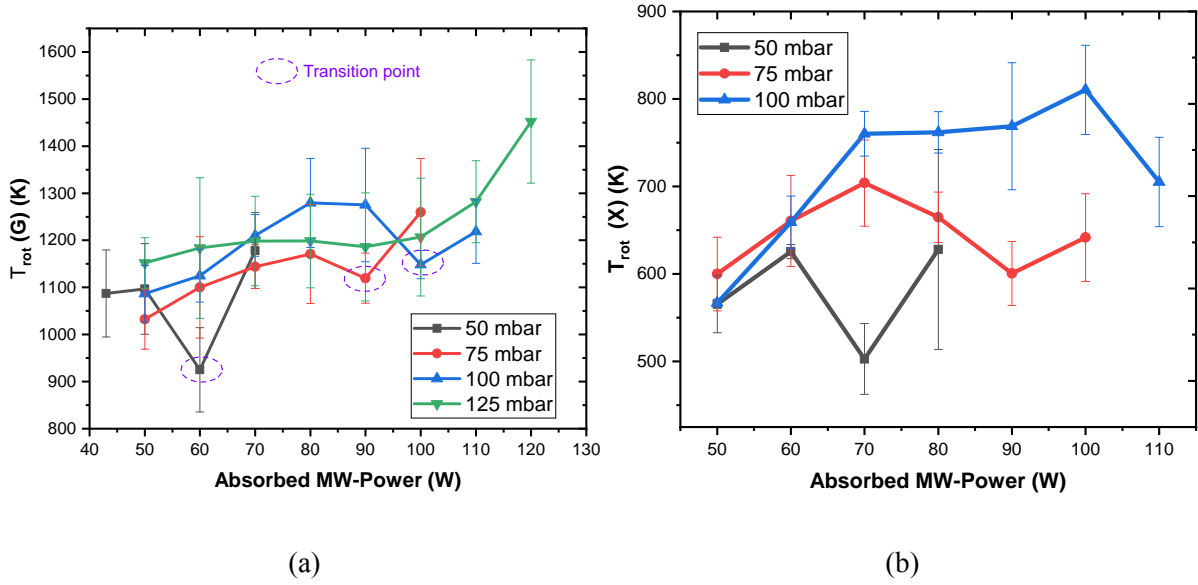 Transition point
T_rot (G) (K)
1600
1500
1400
1300
1200
1100
1000
900
800
50 mbar
75 mbar
100 mbar
125 mbar
40 50 60 70 80 90 100 110 120 130
Absorbed MW-Power (W)
(a)
50 mbar
75 mbar
100 mbar
T_rot (X) (K)
900
800
700
600
500
50 60 70 80 90 100 110
Absorbed MW-Power (W)
(b)